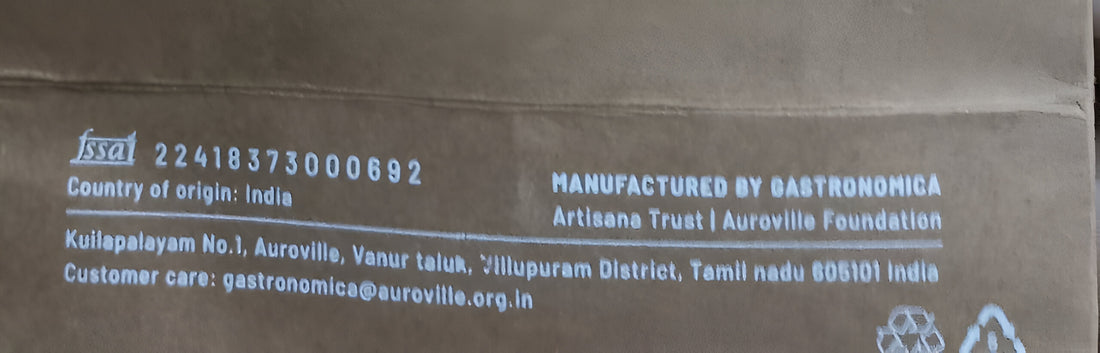 fssai 22418373000692
Country of origin: India
MANUFACTURED BY GASTRONOMICA
Artisana Trust | Auroville Foundation
Kuilapalayam No.1, Auroville, Vanur taluk, Villupuram District, Tamil nadu 605101 India
Customer care: gastronomica@auroville.org.in